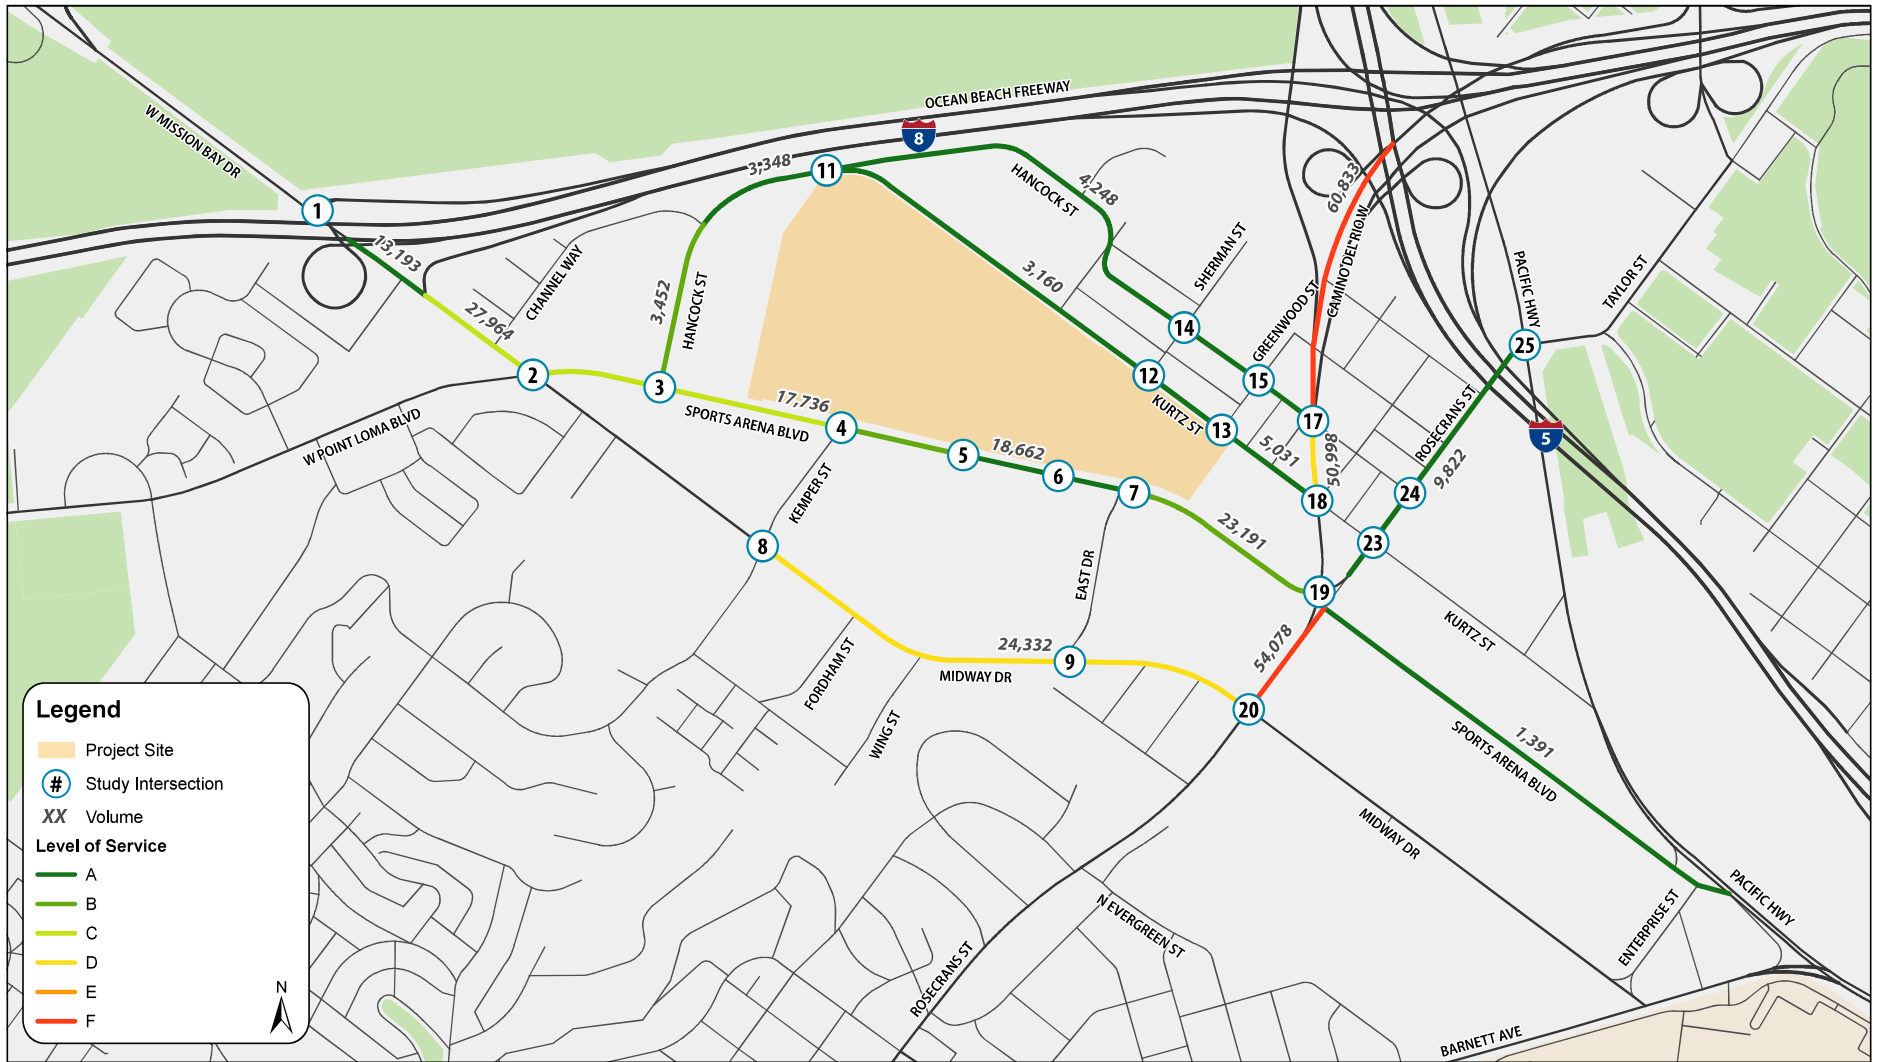 OCEAN BEACH FREEWAY
8
W MISSION BAY DR
3,348
11
HANCOCK ST
4,248
60,833
1
13,193
CHANNEL WAY
SHERMAN ST
CAMINO DEL RIO W
PACIFIC HWY
TAYLOR ST
3,452
HANCOCK ST
3,160
27,964
14
GREENWOOD ST
25
2
3
12
15
17,736
SPORTS ARENA BLVD
4
KURTZ ST
13
17
ROSECRANS ST
5
W POINT LOMA BLVD
5
18,662
6
7
5,031
50,998
9,822
KEMPER ST
18
24
8
23,191
23
EAST DR
19
KURTZ ST
FORDHAM ST
24,332
9
54,078
MIDWAY DR
20
WING ST
1,391
SPORTS ARENA BLVD
MIDWAY DR
PACIFIC HWY
N EVERGREEN ST
ENTERPRISE ST
ROSECRANS ST
BARNETT AVE
Legend
Project Site
# Study Intersection
XX Volume
Level of Service
A
B
C
D
E
F
N